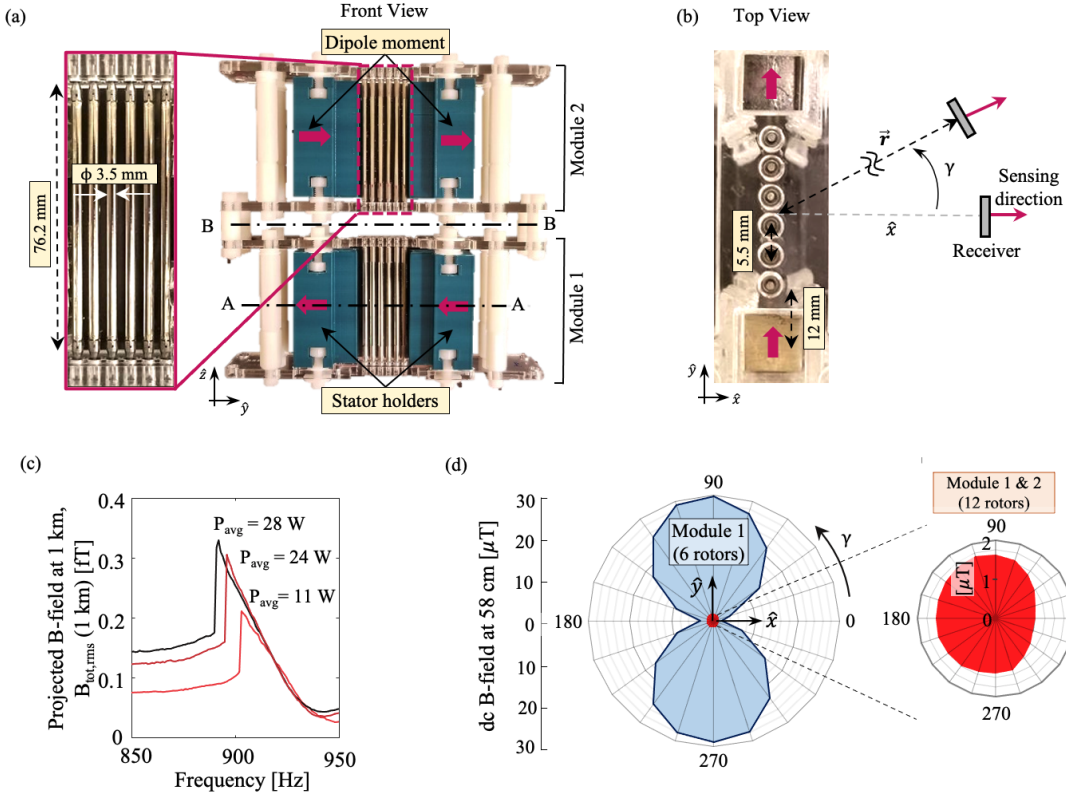 (a)
Front View
Dipole moment
ϕ 3.5 mm
76.2 mm
B
B
A
A
Module 2
Module 1
ẑ
ŷ
Stator holders
(b)
Top View
r⃗
γ
Sensing
direction
x̂
Receiver
5.5 mm
12 mm
ŷ
x̂
(c)
Projected B-field at 1 km,
B_tot,rms (1 km) [fT]
0.4
0.3
0.2
0.1
0
P_avg = 28 W
P_avg = 24 W
P_avg = 11 W
850
900
950
Frequency [Hz]
(d)
dc B-field at 58 cm [µT]
30
20
10
0
10
20
30
90
Module 1
(6 rotors)
γ
ŷ
x̂
180
0
270
Module 1 & 2
(12 rotors)
90
2
1
0
[µT]
180
0
270